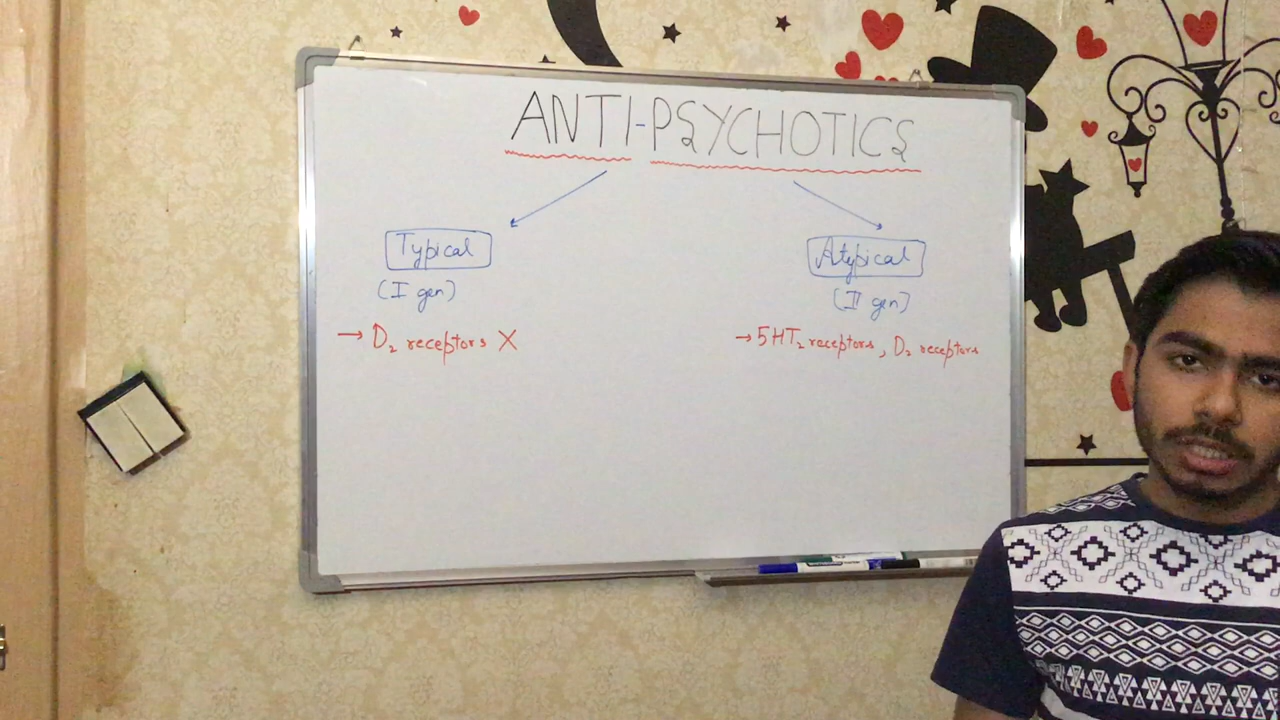 ANTI-PSYCHOTICS
Typical
(I gen)
→ D₂ receptors X
Atypical
(II gen)
→ 5HT₂ receptors, D₂ receptors